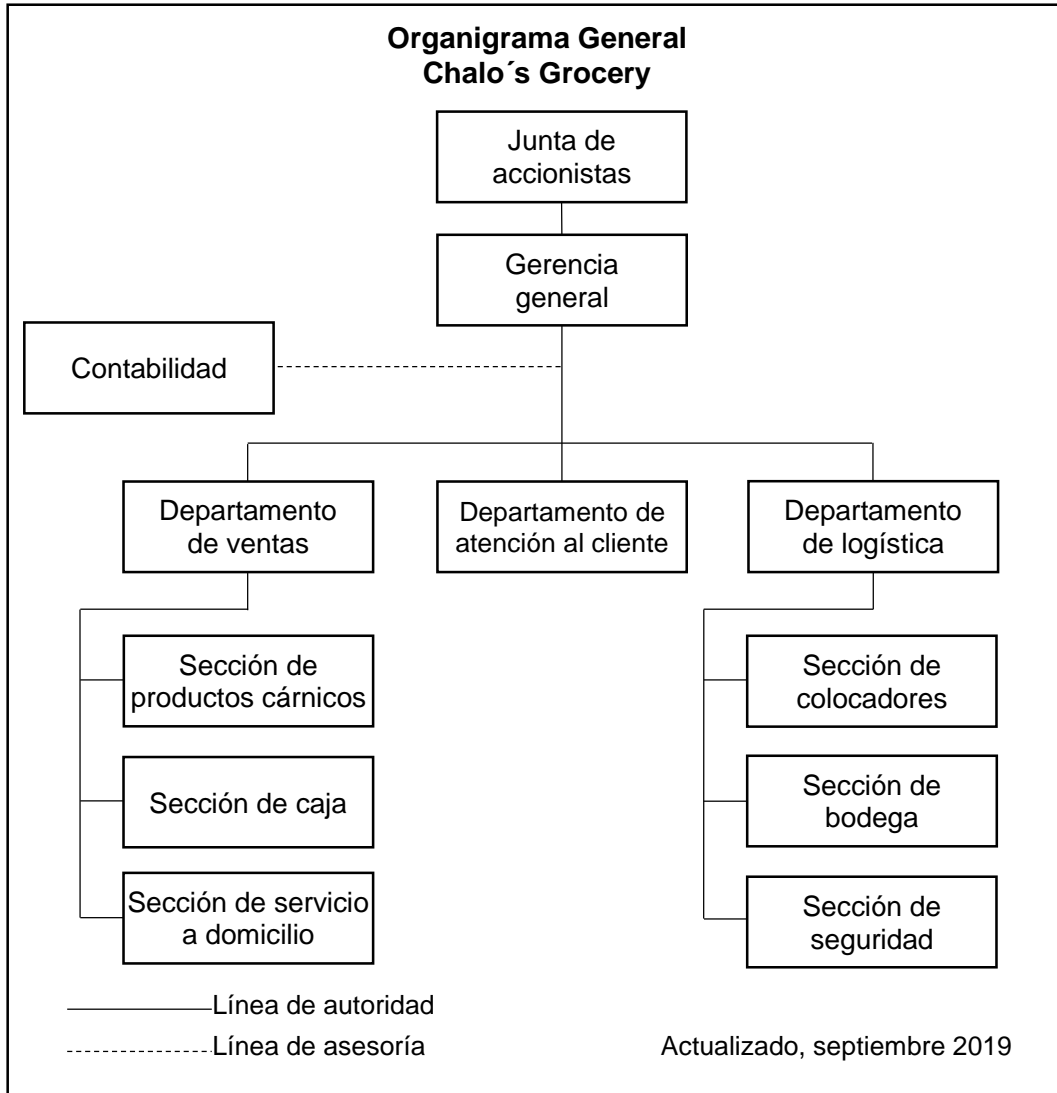 Organigrama General
Chalo´s Grocery
Junta de
accionistas
Gerencia
general
Contabilidad
Departamento
de ventas
Departamento de
atención al cliente
Departamento
de logística
Sección de
productos cárnicos
Sección de caja
Sección de servicio
a domicilio
Sección de
colocadores
Sección de
bodega
Sección de
seguridad
Línea de autoridad
Línea de asesoría
Actualizado, septiembre 2019